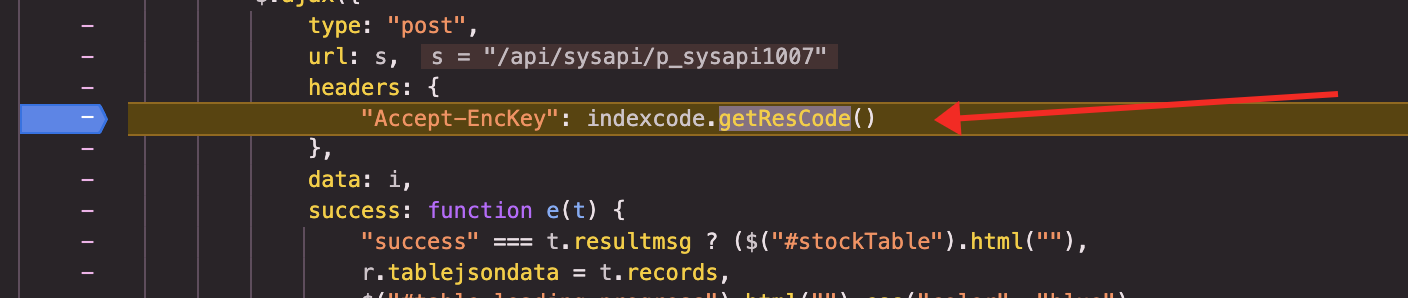 $.ajax({
type: "post",
url: s, s = "/api/sysapi/p_sysapi1007"
headers: {
"Accept-EncKey": indexcode.getResCode()
},
data: i,
success: function e(t) {
"success" === t.resultmsg ? ($("#stockTable").html(""),
r.tablejsondata = t.records,